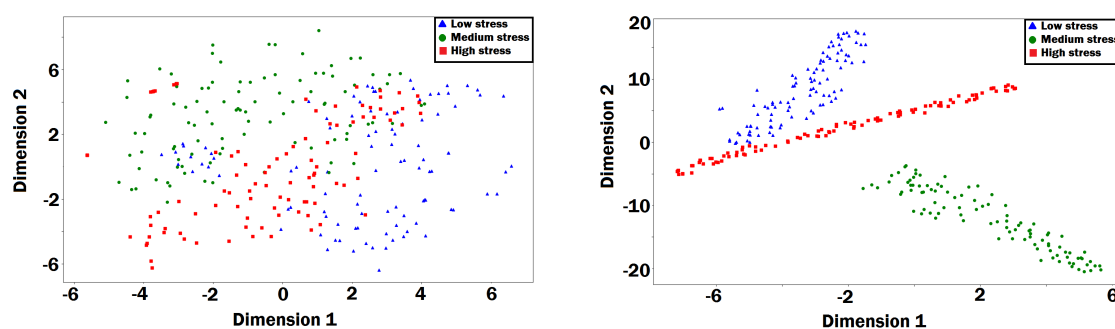 Low stress
Medium stress
High stress
6
2
-2
-6
Dimension 2
-6
-4
-2
0
2
4
6
Dimension 1
Low stress
Medium stress
High stress
20
10
0
-10
-20
Dimension 2
-6
-2
2
6
Dimension 1